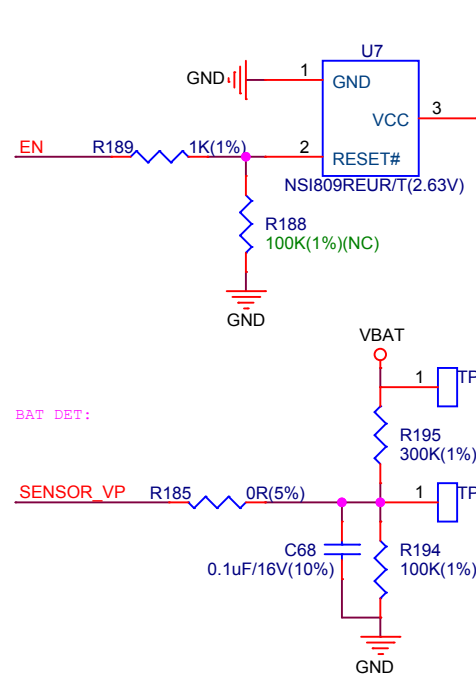 U7
GND
1
GND
VCC
3
EN
R189
1K(1%)
2
RESET#
NSI809REUR/T(2.63V)
R188
100K(1%)(NC)
GND
VBAT
1
TP
BAT DET:
R195
300K(1%)
SENSOR_VP
R185
0R(5%)
1
TP
C68
0.1uF/16V(10%)
R194
100K(1%)
GND